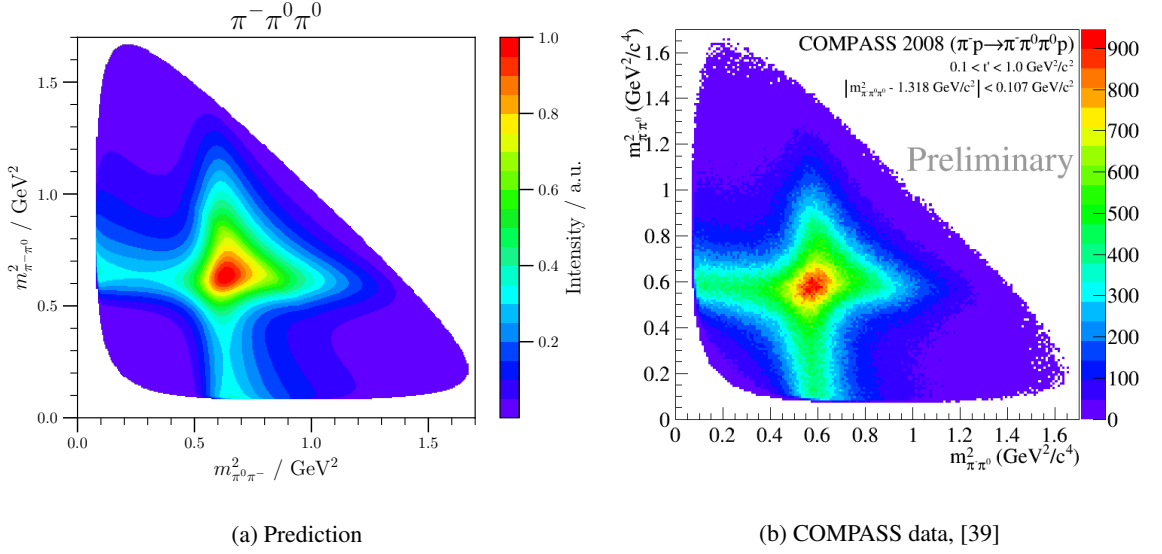 π⁻π⁰π⁰
m²_π⁻π⁰ / GeV²
1.5
1.0
0.5
0.0
0.0 0.5 1.0 1.5
m²_π⁰π⁻ / GeV²
1.0
0.8
0.6
0.4
0.2
Intensity / a.u.
(a) Prediction
COMPASS 2008 (π⁻p→π⁻π⁰π⁰p)
0.1 < t' < 1.0 GeV²/c²
|m²_π⁻π⁰π⁰ - 1.318 GeV/c²| < 0.107 GeV/c²
Preliminary
m²_π⁻π⁰ (GeV²/c⁴)
1.6
1.4
1.2
1
0.8
0.6
0.4
0.2
0
0 0.2 0.4 0.6 0.8 1 1.2 1.4 1.6
m²_π⁻π⁰ (GeV²/c⁴)
900
800
700
600
500
400
300
200
100
0
(b) COMPASS data, [39]